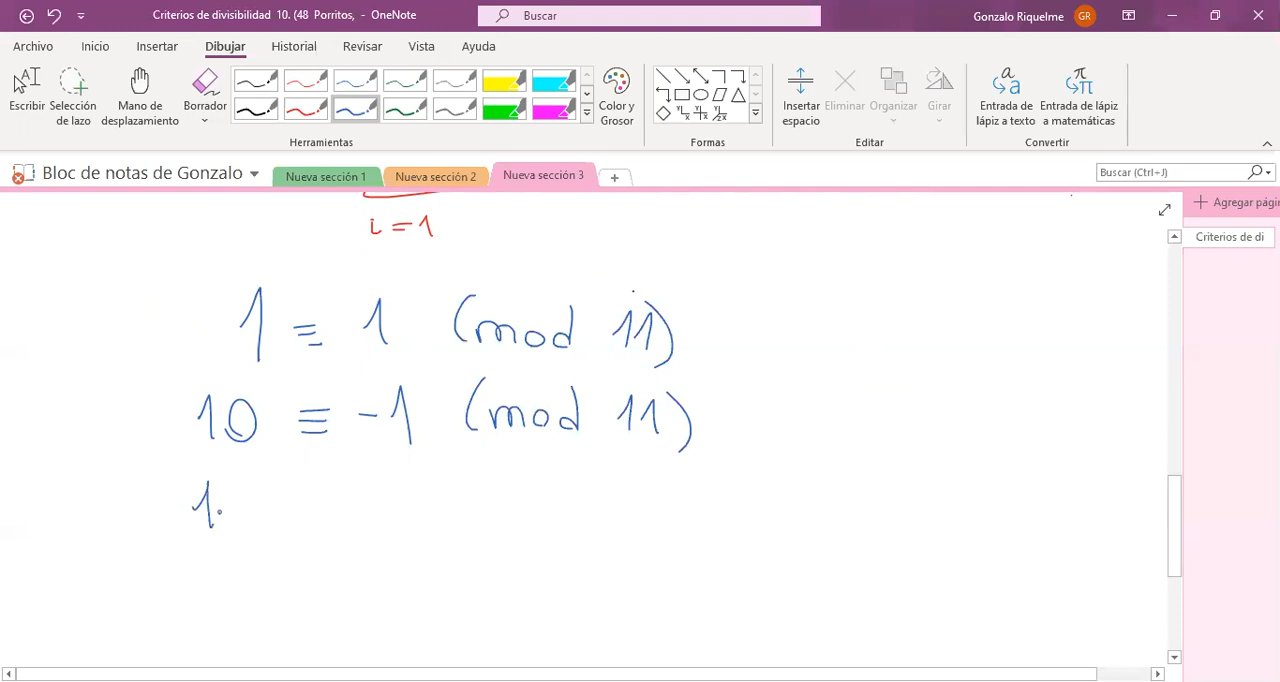 Criterios de divisibilidad 10. (48 Porritos, - OneNote
Buscar
Gonzalo Riquelme GR
Archivo Inicio Insertar Dibujar Historial Revisar Vista Ayuda
Escribir Selección de lazo Mano de desplazamiento Borrador Color y Grosor Insertar espacio Eliminar Organizar Girar Entrada de lápiz a texto Entrada de lápiz a matemáticas
Herramientas Formas Editar Convertir
Bloc de notas de Gonzalo Nueva sección 1 Nueva sección 2 Nueva sección 3 Buscar (Ctrl+J)
Agregar págin
Criterios de di
i = 1
1 ≡ 1 (mod 11)
10 ≡ -1 (mod 11)
1